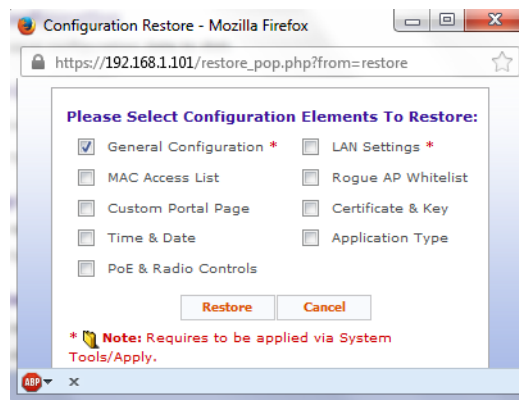 Configuration Restore - Mozilla Firefox
https://192.168.1.101/restore_pop.php?from=restore
Please Select Configuration Elements To Restore:
General Configuration * LAN Settings *
MAC Access List Rogue AP Whitelist
Custom Portal Page Certificate & Key
Time & Date Application Type
PoE & Radio Controls
Restore Cancel
* Note: Requires to be applied via System
Tools/Apply.
ABP x